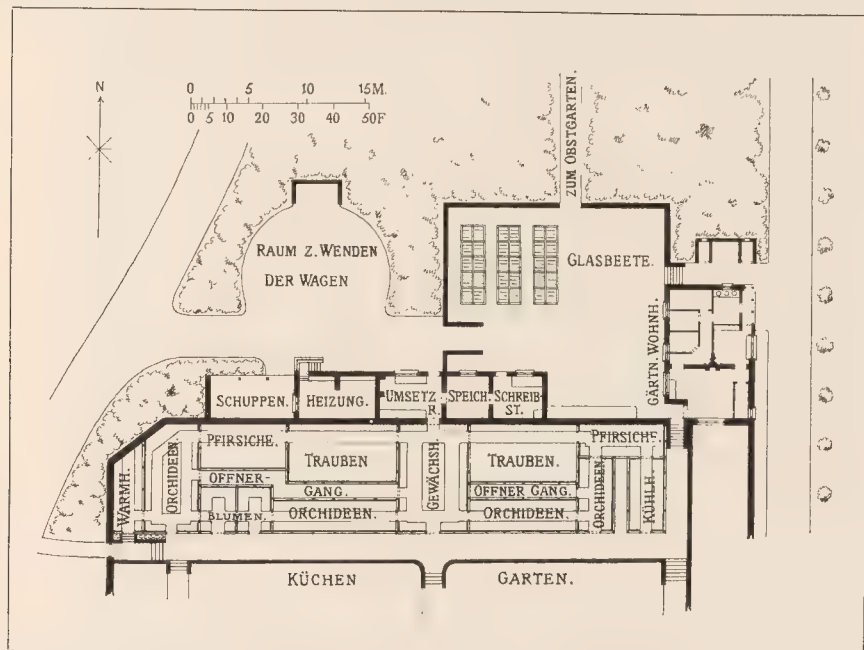 N
0 5 10 15 M.
0 5 10 20 30 40 50 F
ZUM OBSTGARTEN.
RAUM Z. WENDEN
DER WAGEN
GLASBEETE.
GÄRTN. WOHNH.
SCHUPPEN.
HEIZUNG.
UMSETZ
R.
SPEICH.
SCHREIB-
ST.
PFIRSICHE.
TRAUBEN
OFFNER-
GANG.
BLUMEN.
ORCHIDEEN.
WARMH.
ORCHIDEEN
GEWÄCHSH.
TRAUBEN.
OFFNER GANG.
ORCHIDEEN.
PFIRSICHE.
ORCHIDEEN
KÜHLH.
KÜCHEN GARTEN.